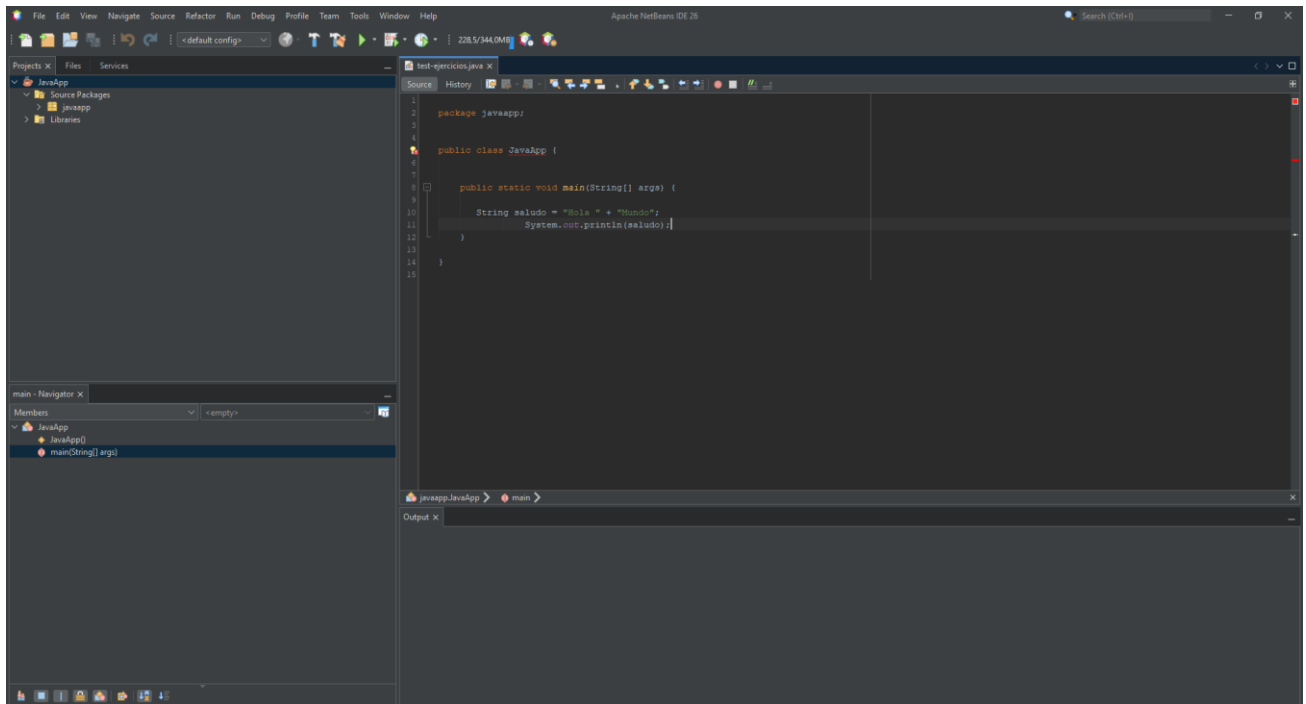 File Edit View Navigate Source Refactor Run Debug Profile Team Tools Window Help Apache NetBeans IDE 26 Search (Ctrl+I)
<default config> 228,5/344,0MB
Projects Files Services
JavaApp
Source Packages
javaapp
Libraries
test-ejercicios.java
Source History
1
2 package javaapp;
3
4
public class JavaApp {
6
7
8 public static void main(String[] args) {
9
10 String saludo = "Hola " + "Mundo";
11 System.out.println(saludo);
12 }
13
14 }
15
main - Navigator
Members <empty>
JavaApp
JavaApp()
main(String[] args)
javaapp.JavaApp main
Output